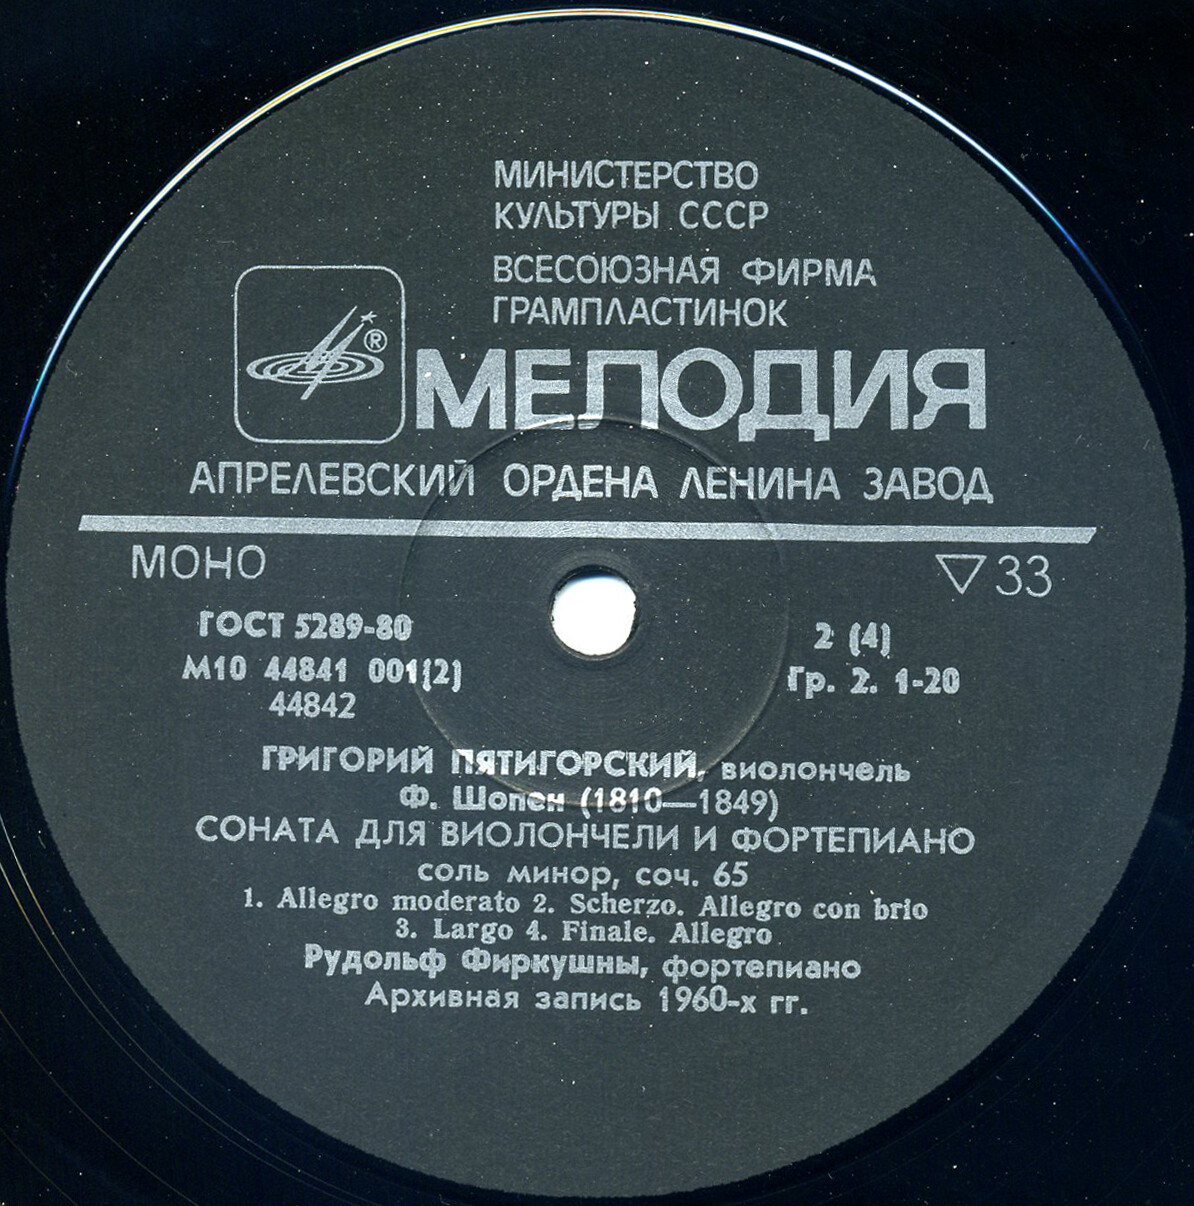 МИНИСТЕРСТВО
КУЛЬТУРЫ СССР
ВСЕСОЮЗНАЯ ФИРМА
ГРАМПЛАСТИНОК
®
МЕЛОДИЯ
АПРЕЛЕВСКИЙ ОРДЕНА ЛЕНИНА ЗАВОД
МОНО
▽ 33
ГОСТ 5289-80
2 (4)
М10 44841 001(2)
Гр. 2. 1-20
44842
ГРИГОРИЙ ПЯТИГОРСКИЙ, виолончель
Ф. Шопен (1810—1849)
СОНАТА ДЛЯ ВИОЛОНЧЕЛИ И ФОРТЕПИАНО
соль минор, соч. 65
1. Allegro moderato 2. Scherzo. Allegro con brio
3. Largo 4. Finale. Allegro
Рудольф Фиркушны, фортепиано
Архивная запись 1960-х гг.